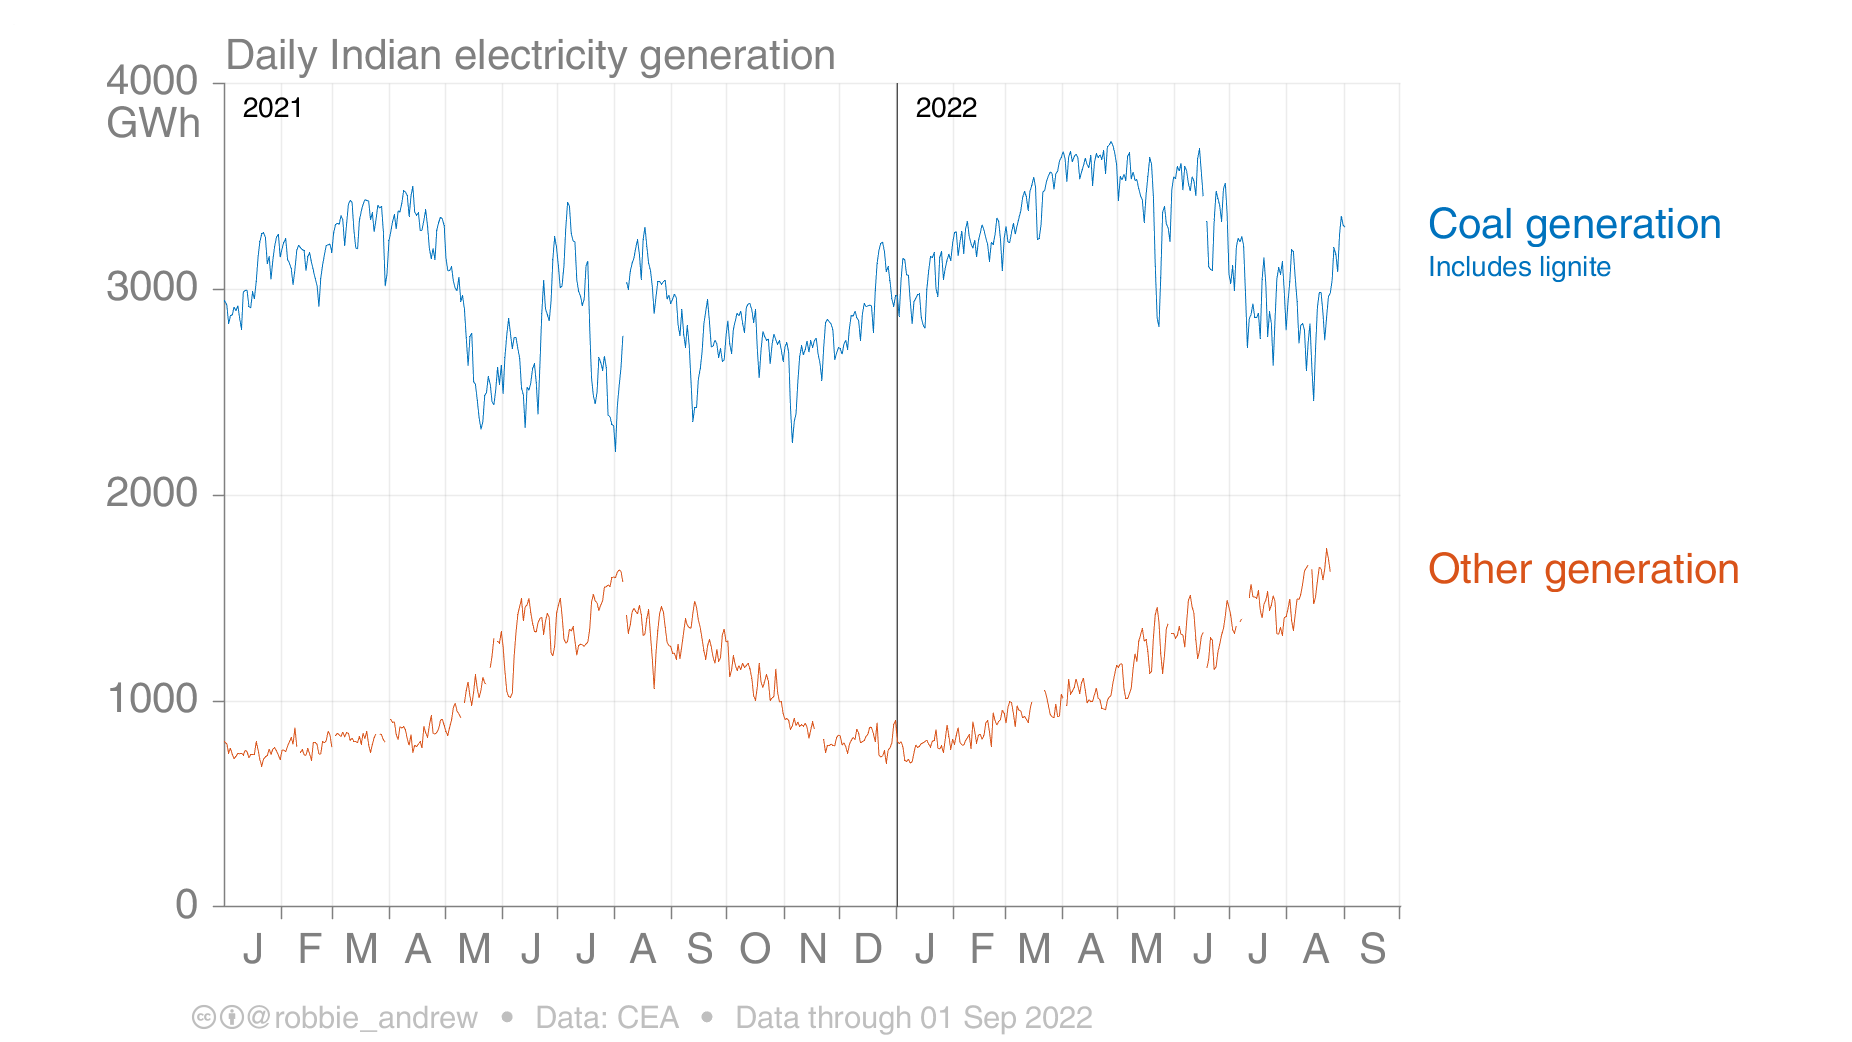 Daily Indian electricity generation
4000
GWh
2021
2022
3000
2000
1000
0
Coal generation
Includes lignite
Other generation
J F M A M J J A S O N D J F M A M J J A S
@robbie_andrew • Data: CEA • Data through 01 Sep 2022